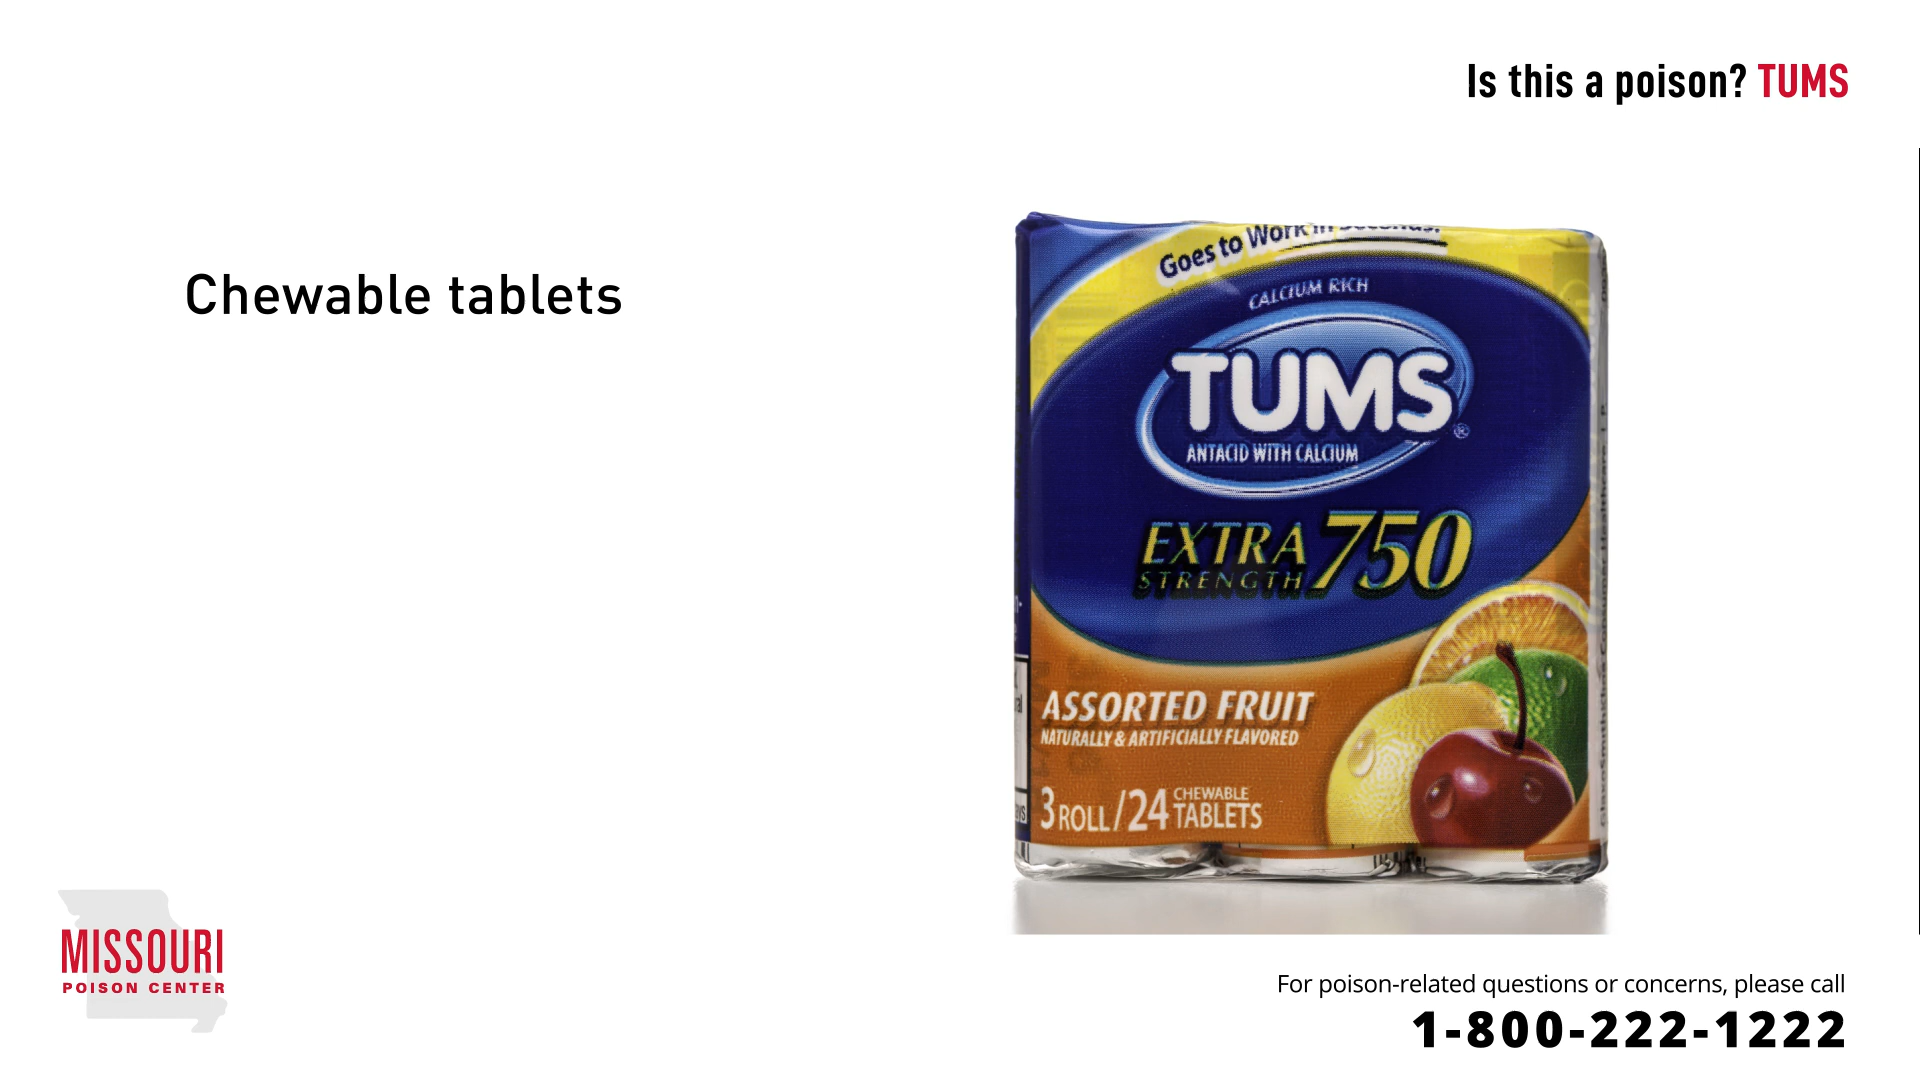 Is this a poison? TUMS
Chewable tablets
Goes to Work in Seconds!
CALCIUM RICH
TUMS®
ANTACID WITH CALCIUM
EXTRA 750
STRENGTH
ASSORTED FRUIT
NATURALLY & ARTIFICIALLY FLAVORED
3 ROLL / 24 CHEWABLE
TABLETS
MISSOURI
POISON CENTER
For poison-related questions or concerns, please call
1-800-222-1222